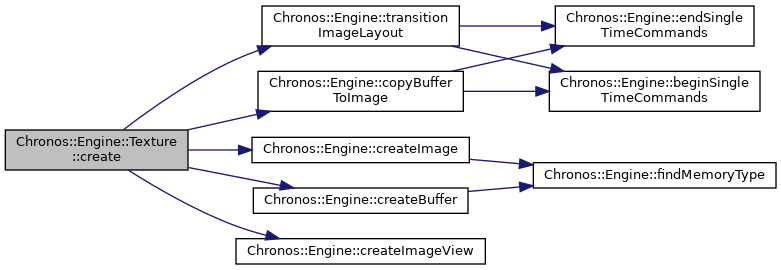 Chronos::Engine::Texture
::create
Chronos::Engine::transition
ImageLayout
Chronos::Engine::copyBuffer
ToImage
Chronos::Engine::createImage
Chronos::Engine::createBuffer
Chronos::Engine::createImageView
Chronos::Engine::endSingle
TimeCommands
Chronos::Engine::beginSingle
TimeCommands
Chronos::Engine::findMemoryType